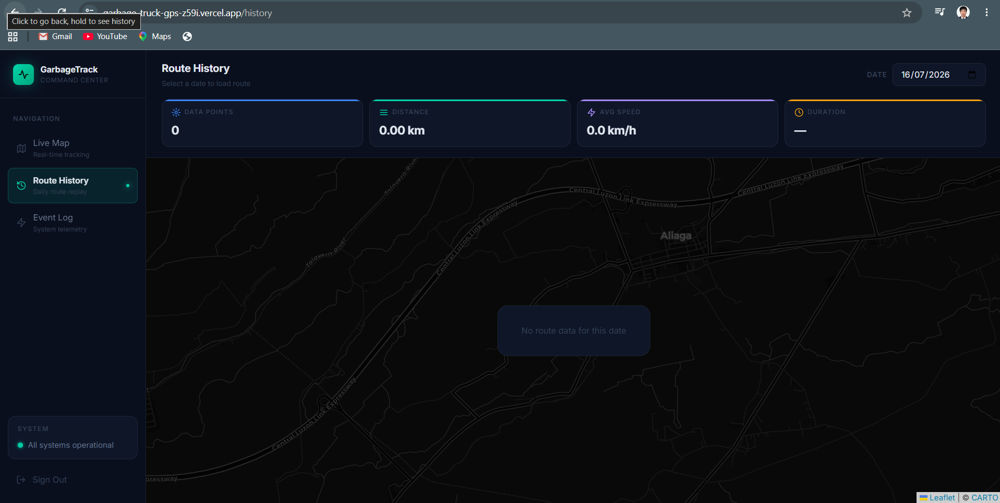 garbage-truck-gps-z59i.vercel.app/history
Click to go back, hold to see history
Gmail
YouTube
Maps
GarbageTrack
COMMAND CENTER
Route History
Select a date to load route
DATE
16/07/2026
DATA POINTS
0
DISTANCE
0.00 km
AVG SPEED
0.0 km/h
DURATION
—
NAVIGATION
Live Map
Real-time tracking
Route History
Daily route replay
Event Log
System telemetry
Talavera River
Central Luzon Link Expressway
Central Luzon Link Expressway
Central Luzon Link Expressway
Aliaga
Talavera River
No route data for this date
Central Luzon Link Expressway
pressway
SYSTEM
All systems operational
Sign Out
Leaflet | © CARTO